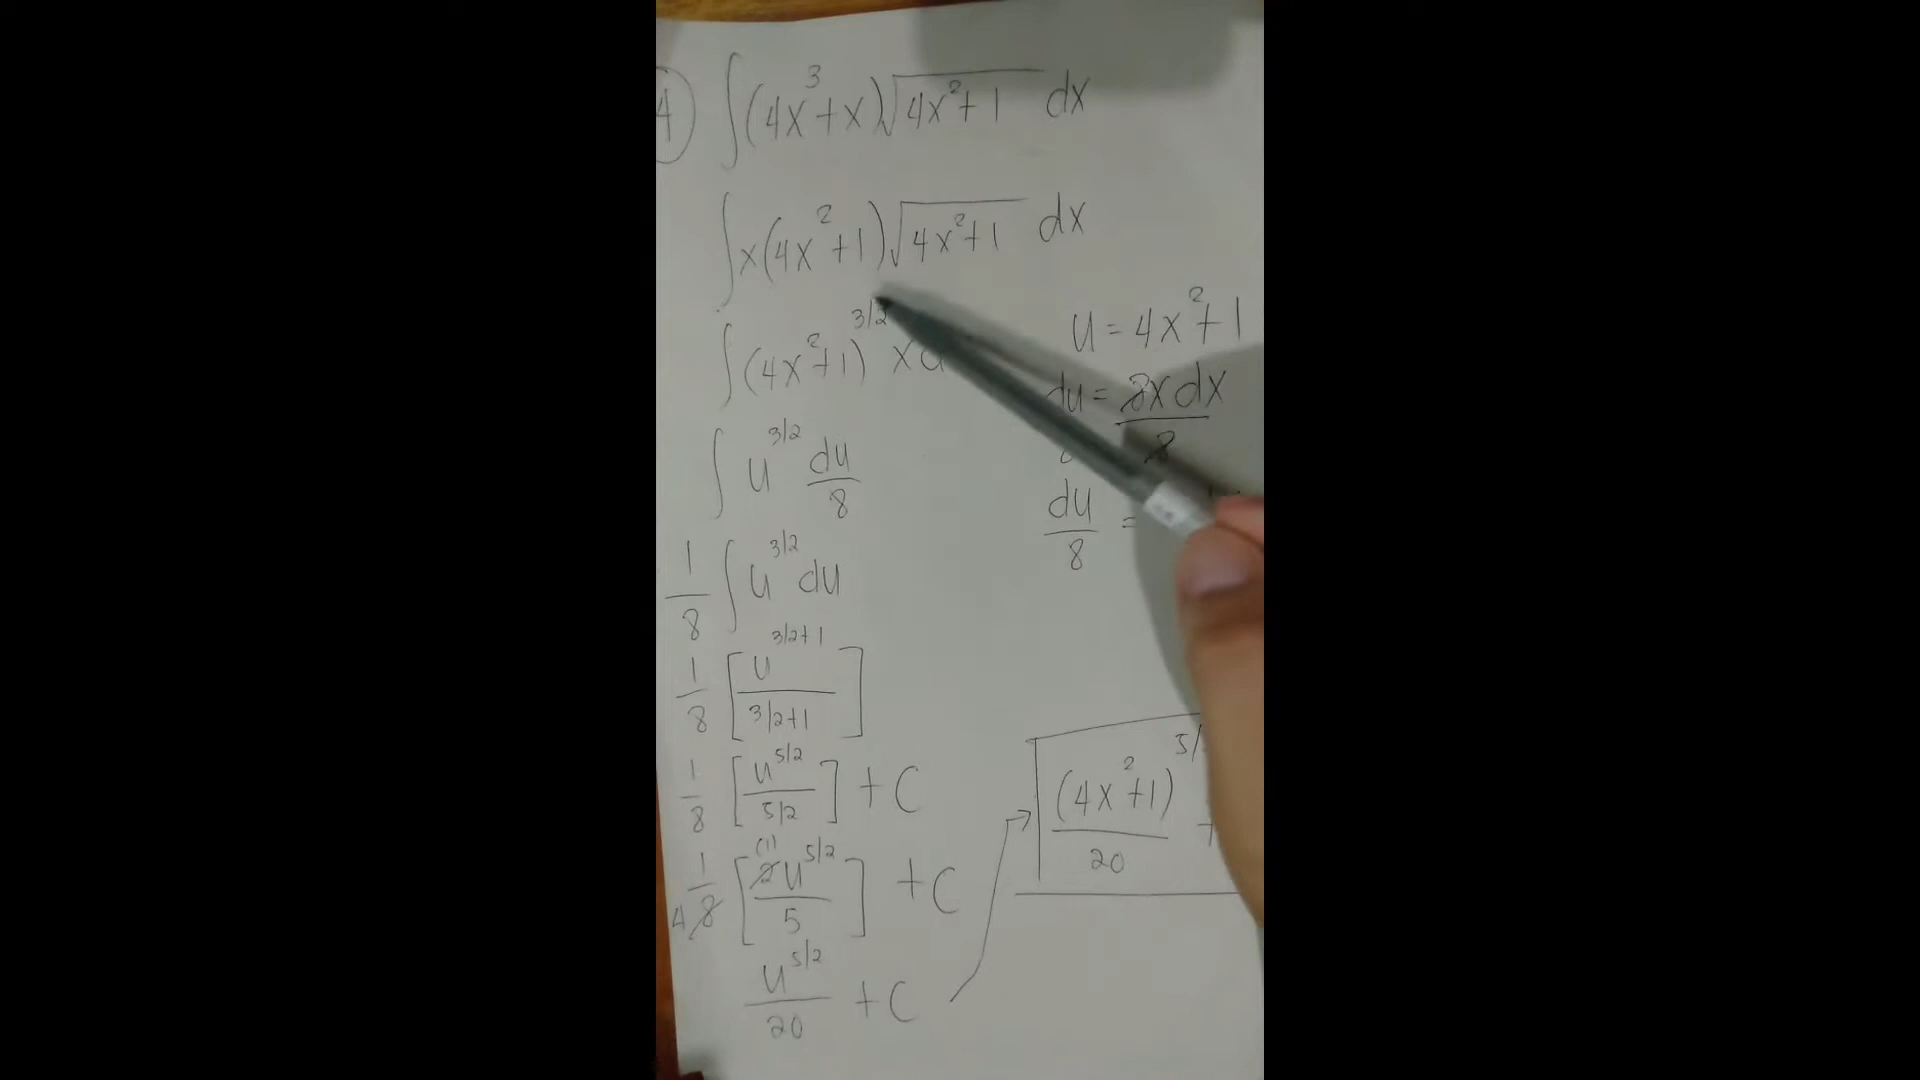 4) ∫(4x³+x)√(4x²+1) dx
∫x(4x²+1)√(4x²+1) dx
∫(4x²+1)^3/2 x
∫ u^3/2 du/8
1/8 ∫ u^3/2 du
1/8 [u^(3/2+1) / (3/2+1)]
1/8 [u^5/2 / 5/2] + C
1/8 4 [2u^5/2 (1) / 5] + C
u^5/2 / 20 + C
u = 4x²+1
du = 8x dx / 8
du/8 =
(4x²+1)^5/ / 20 +